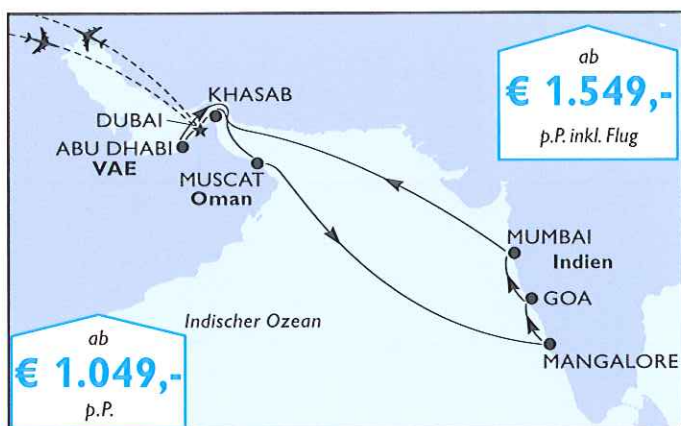 ab
€ 1.549,-
p.P. inkl. Flug
KHASAB
DUBAI
ABU DHABI
VAE
MUSCAT
Oman
MUMBAI
Indien
GOA
Indischer Ozean
MANGALORE
ab
€ 1.049,-
p.P.